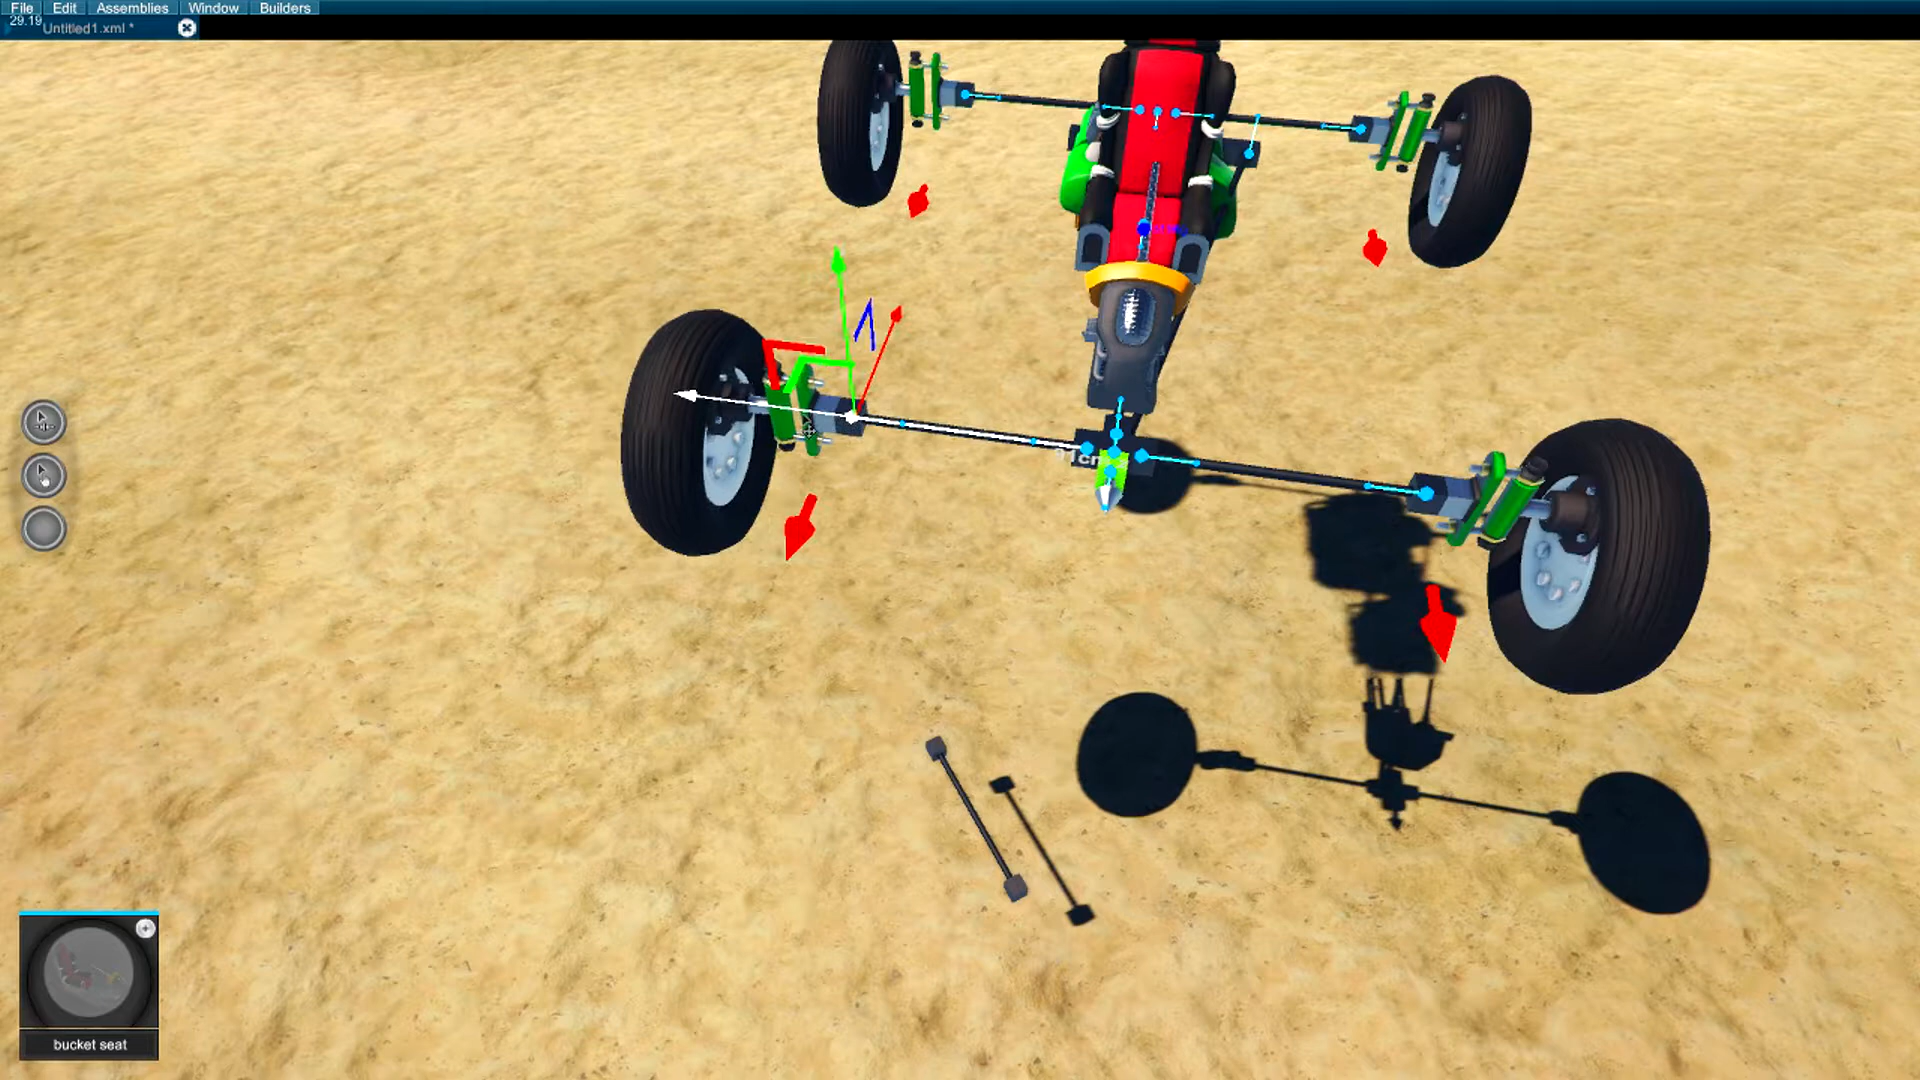 File Edit Assemblies Window Builders
29.19
Untitled1.xml *
bucket seat